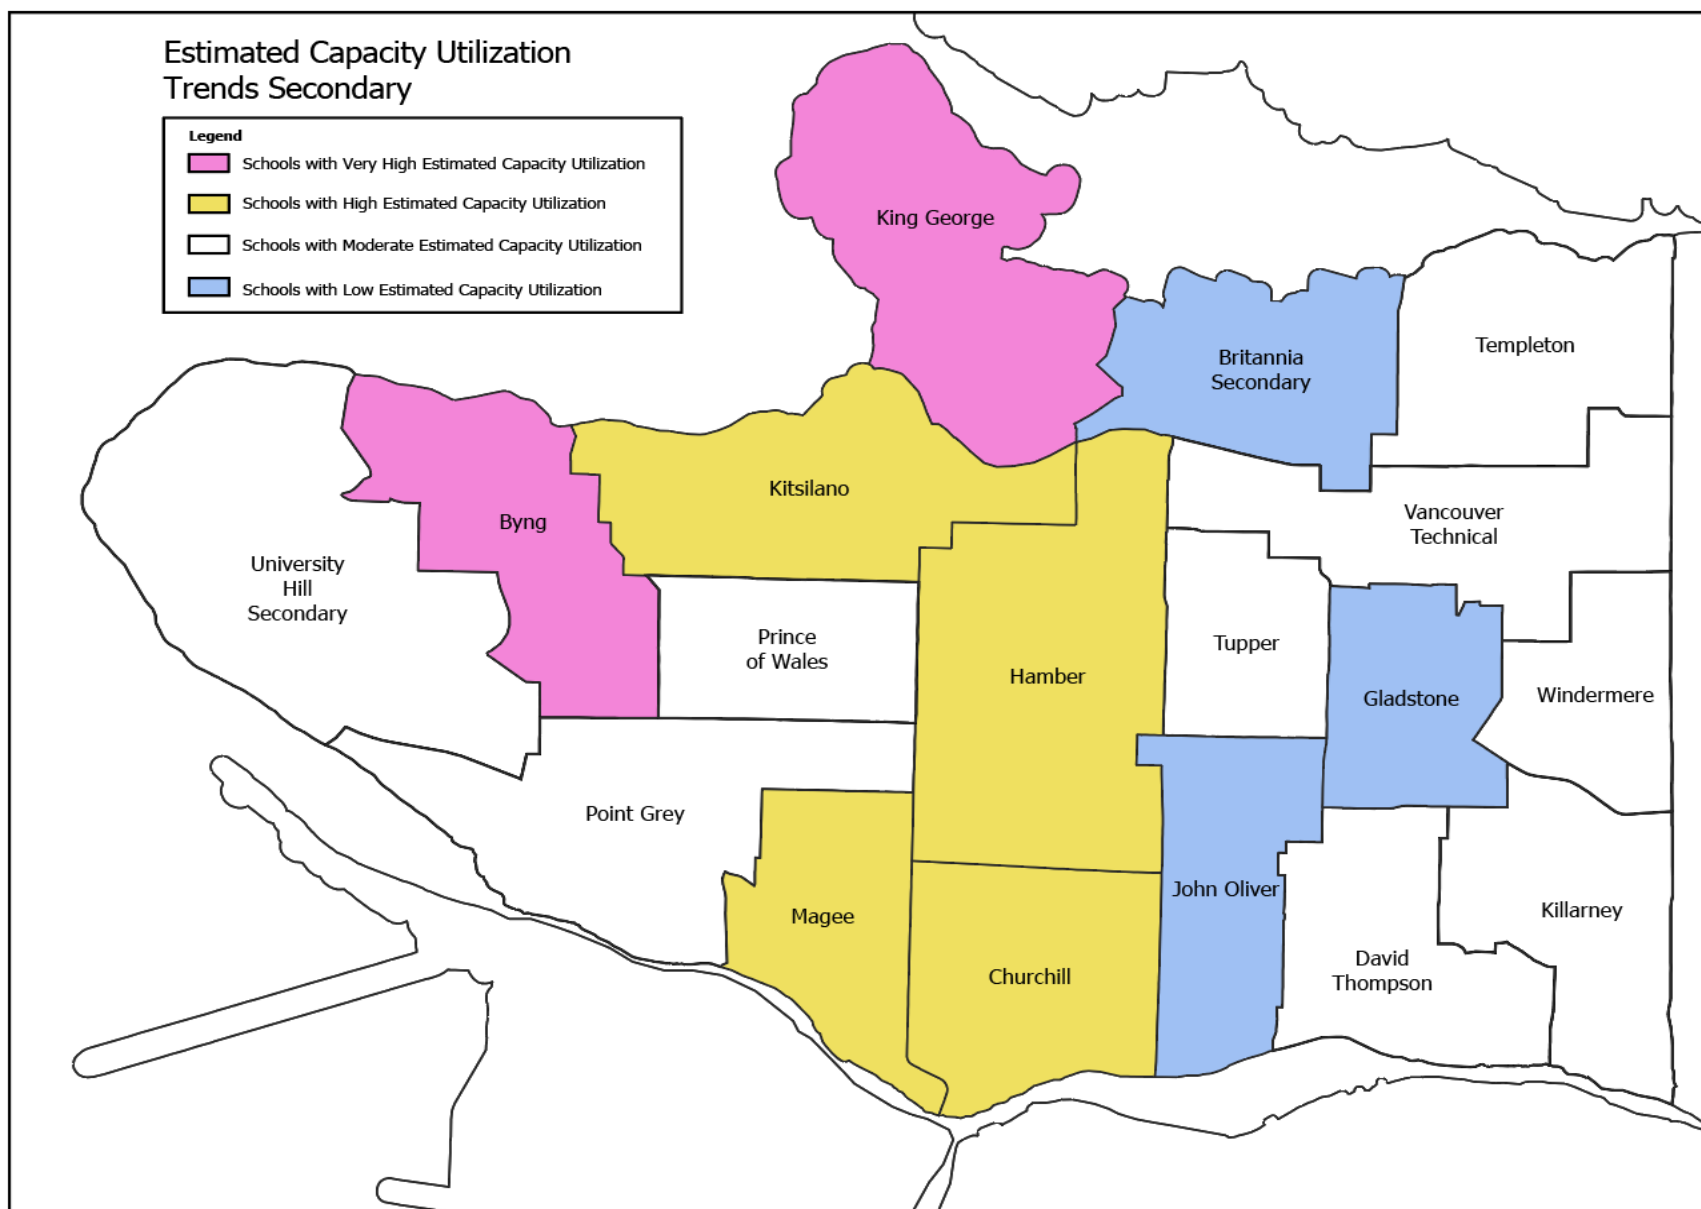 Estimated Capacity Utilization
Trends Secondary
Legend
Schools with Very High Estimated Capacity Utilization
Schools with High Estimated Capacity Utilization
Schools with Moderate Estimated Capacity Utilization
Schools with Low Estimated Capacity Utilization
King George
Britannia
Secondary
Templeton
Kitsilano
Byng
Vancouver
Technical
University
Hill
Secondary
Prince
of Wales
Tupper
Hamber
Gladstone
Windermere
Point Grey
John Oliver
Magee
Killarney
Churchill
David
Thompson